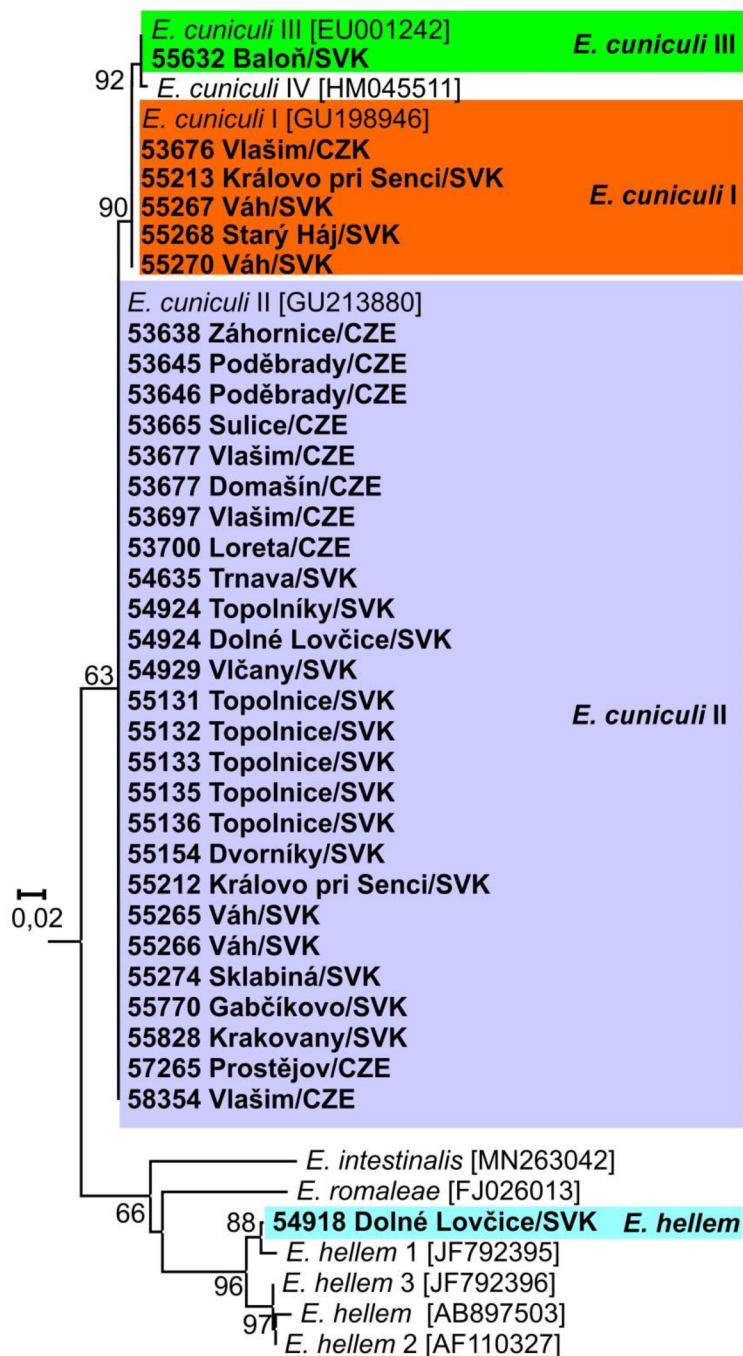 E. cuniculi III [EU001242]
55632 Baloň/SVK
E. cuniculi III
92
E. cuniculi IV [HM045511]
E. cuniculi I [GU198946]
53676 Vlašim/CZK
55213 Královo pri Senci/SVK
E. cuniculi I
55267 Váh/SVK
90
55268 Starý Háj/SVK
55270 Váh/SVK
E. cuniculi II [GU213880]
53638 Záhornice/CZE
53645 Poděbrady/CZE
53646 Poděbrady/CZE
53665 Sulice/CZE
53677 Vlašim/CZE
53677 Domašín/CZE
53697 Vlašim/CZE
53700 Loreta/CZE
54635 Trnava/SVK
54924 Topolníky/SVK
54924 Dolné Lovčice/SVK
54929 Vlčany/SVK
63
55131 Topolnice/SVK
E. cuniculi II
55132 Topolnice/SVK
55133 Topolnice/SVK
55135 Topolnice/SVK
55136 Topolnice/SVK
55154 Dvorníky/SVK
55212 Královo pri Senci/SVK
0,02
55265 Váh/SVK
55266 Váh/SVK
55274 Sklabiná/SVK
55770 Gabčíkovo/SVK
55828 Krakovany/SVK
57265 Prostějov/CZE
58354 Vlašim/CZE
E. intestinalis [MN263042]
E. romaleae [FJ026013]
66
88
54918 Dolné Lovčice/SVK
E. hellem
E. hellem 1 [JF792395]
96
E. hellem 3 [JF792396]
E. hellem [AB897503]
97
E. hellem 2 [AF110327]